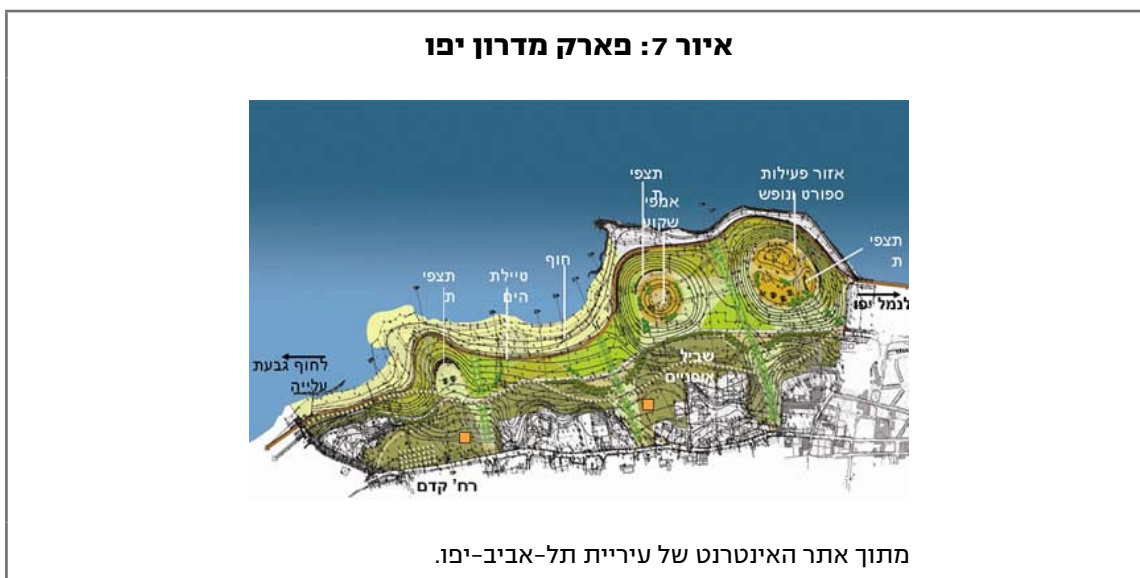 איור 7: פארק מדרון יפו
אזור פעילות
ספורט ונופש
תצפי
ת
אמפי
שקוע
תצפי
ת
חוף
טיילת
הים
תצפי
ת
לנמל יפו
לחוף גבעת
עלייה
שביל
אופניים
רח' קדם
מתוך אתר האינטרנט של עיריית תל-אביב-יפו.